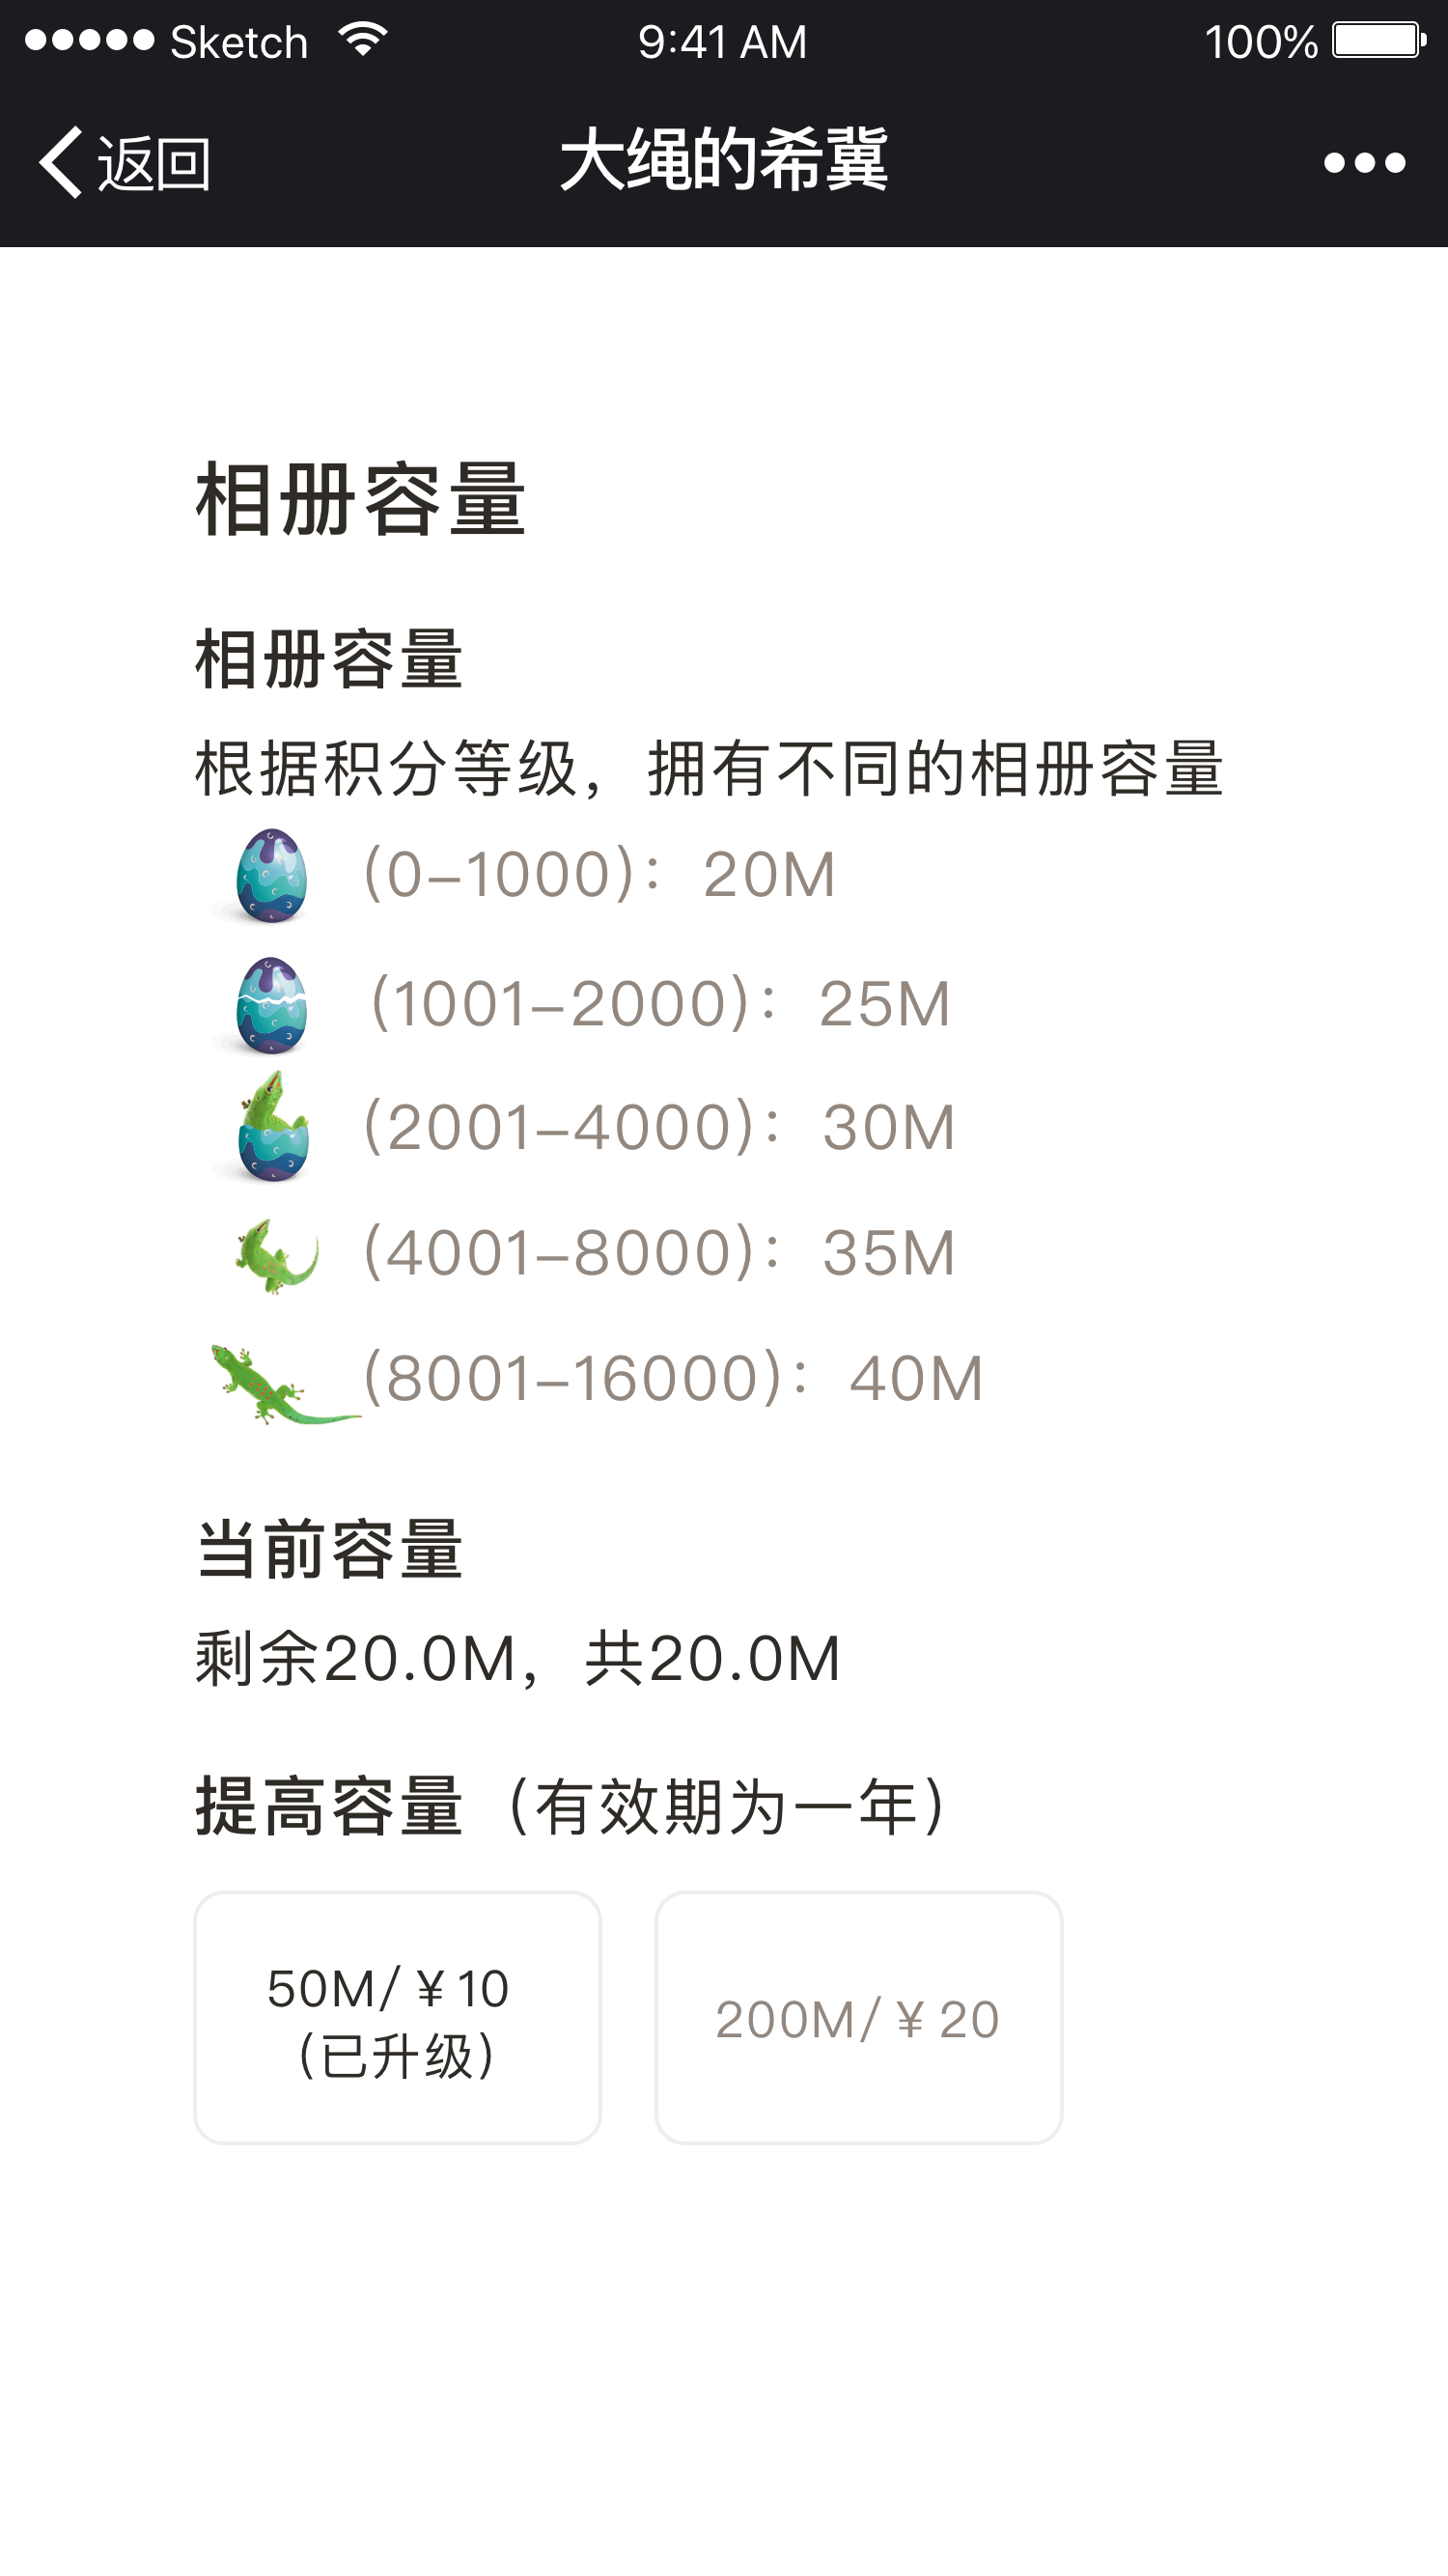 Sketch 9:41 AM 100%
返回 大绳的希冀
相册容量
相册容量
根据积分等级，拥有不同的相册容量
(0-1000)：20M
(1001-2000)：25M
(2001-4000)：30M
(4001-8000)：35M
(8001-16000)：40M
当前容量
剩余20.0M，共20.0M
提高容量（有效期为一年）
50M/￥10
（已升级）
200M/￥20